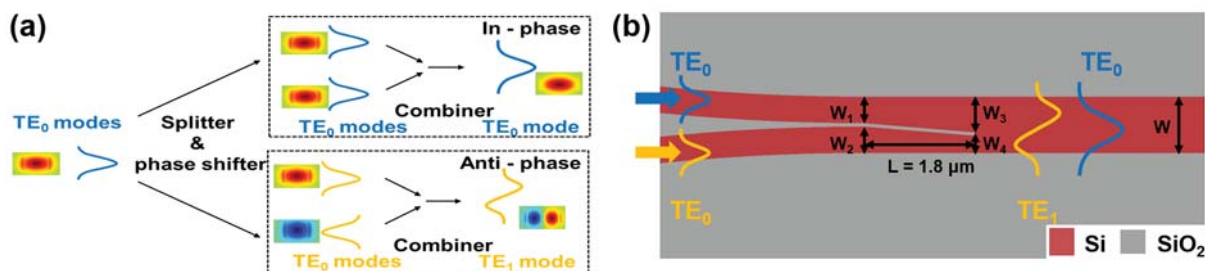 (a)
In - phase
TE₀ modes
Splitter
&
phase shifter
Combiner
TE₀ modes
TE₀ mode
Anti - phase
Combiner
TE₀ modes
TE₁ mode
(b)
TE₀
TE₀
W₁
W₃
W
W₂
W₄
L = 1.8 μm
TE₀
TE₁
Si
SiO₂